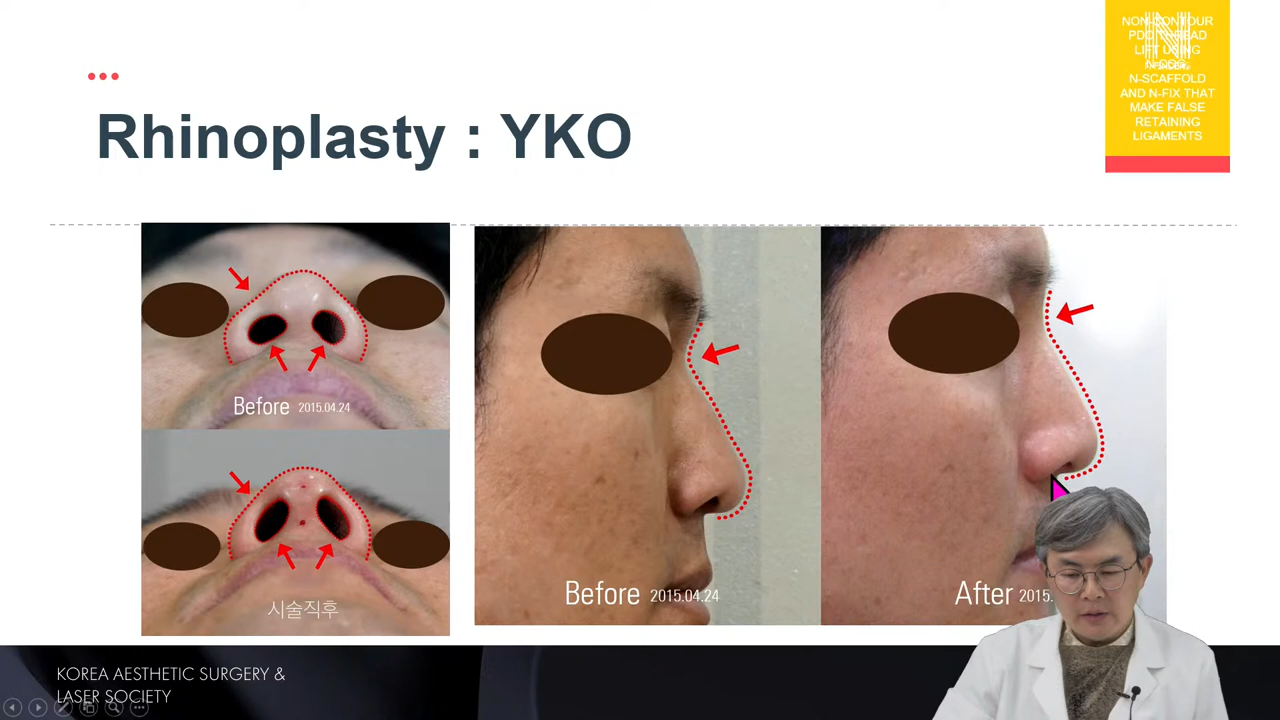 Rhinoplasty : YKO
NON-CONTOUR
PDO THREAD
LIFT USING
N-COG,
N-SCAFFOLD
AND N-FIX THAT
MAKE FALSE
RETAINING
LIGAMENTS
Before 2015.04.24
시술직후
Before 2015.04.24
After 2015.
KOREA AESTHETIC SURGERY &
LASER SOCIETY